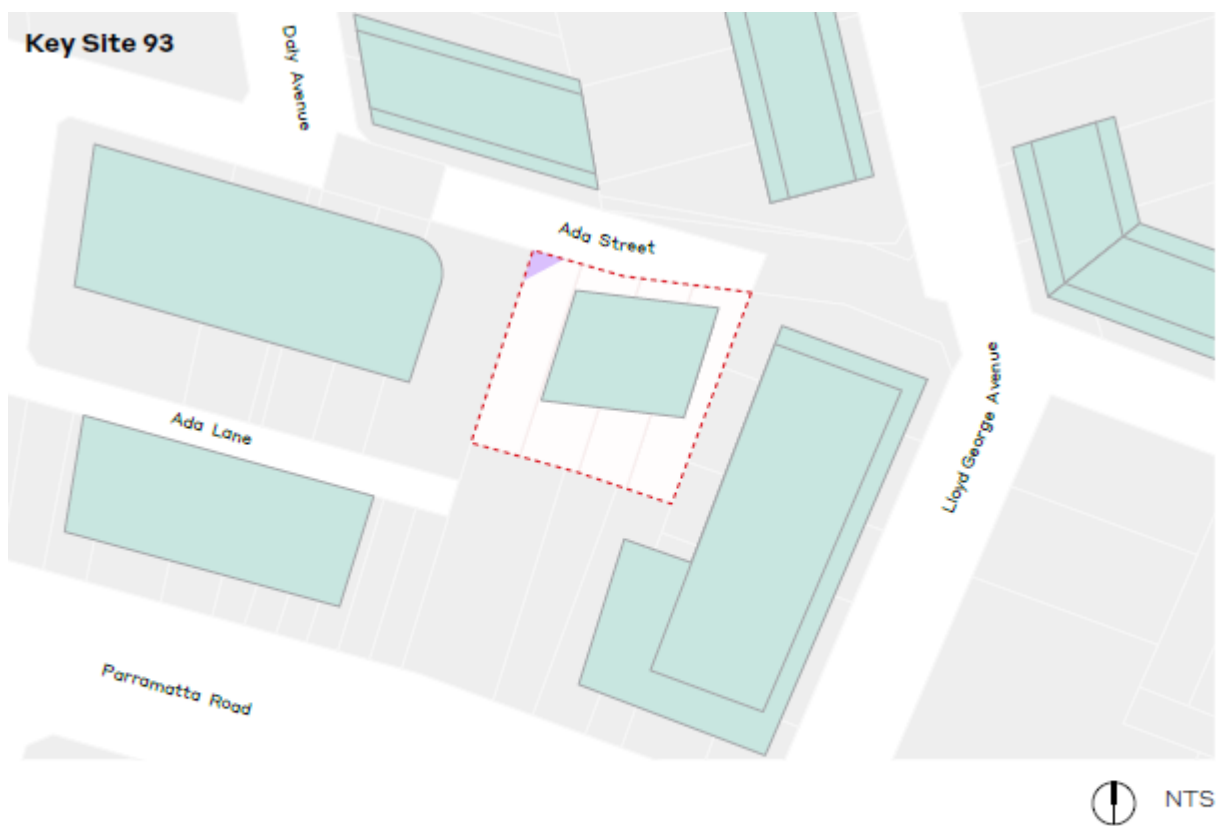 Key Site 93
Daly Avenue
Ada Street
Ada Lane
Lloyd George Avenue
Parramatta Road
NTS